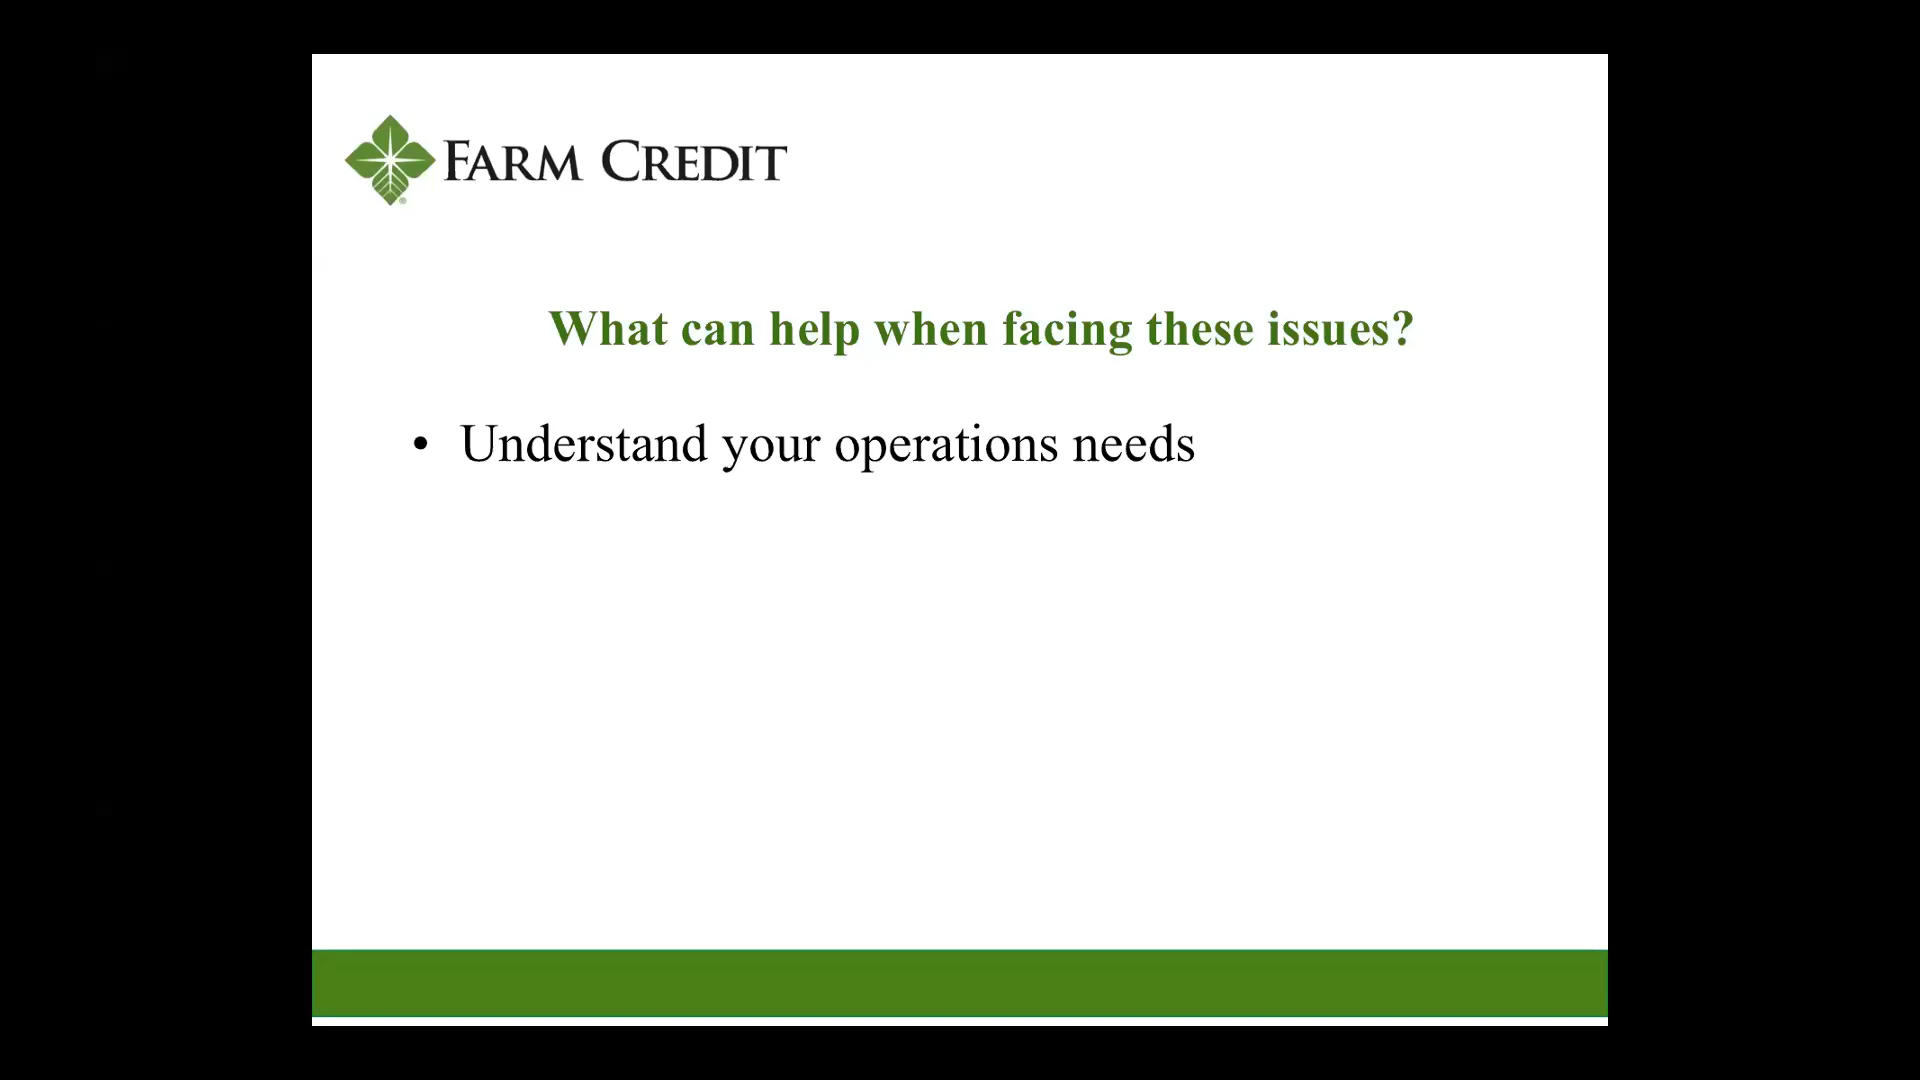 FARM CREDIT
What can help when facing these issues?
• Understand your operations needs